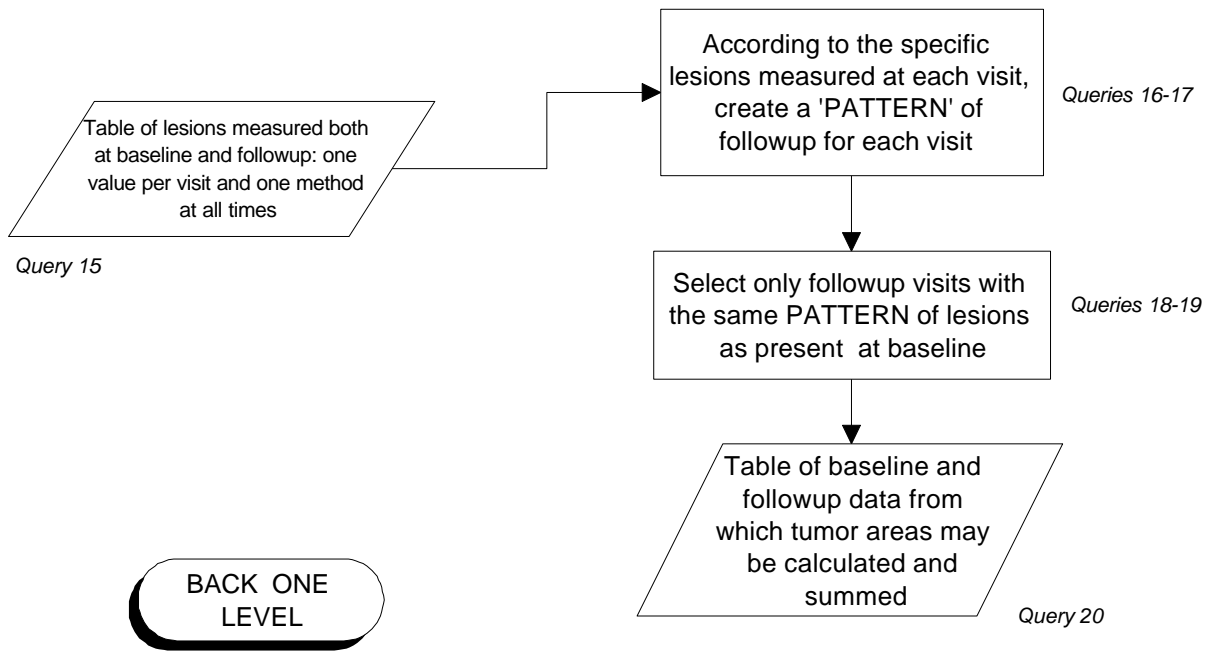 Table of lesions measured both
at baseline and followup: one
value per visit and one method
at all times
Query 15
According to the specific
lesions measured at each visit,
create a 'PATTERN' of
followup for each visit
Queries 16-17
Select only followup visits with
the same PATTERN of lesions
as present at baseline
Queries 18-19
Table of baseline and
followup data from
which tumor areas may
be calculated and
summed
Query 20
BACK ONE
LEVEL